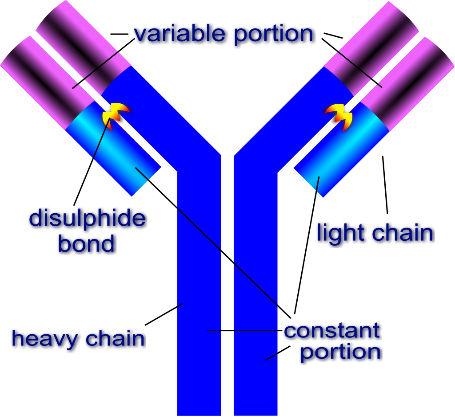 variable portion
disulphide
bond
light chain
heavy chain
constant
portion